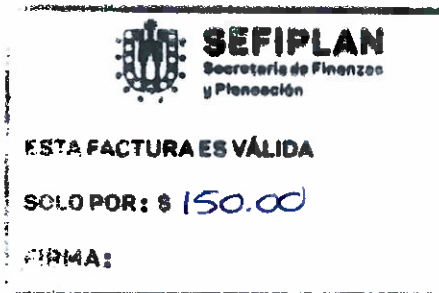 SEFIPLAN
Secretaría de Finanzas
y Planeación
ESTA FACTURA ES VÁLIDA
SOLO POR: $ 150.00
FIRMA: